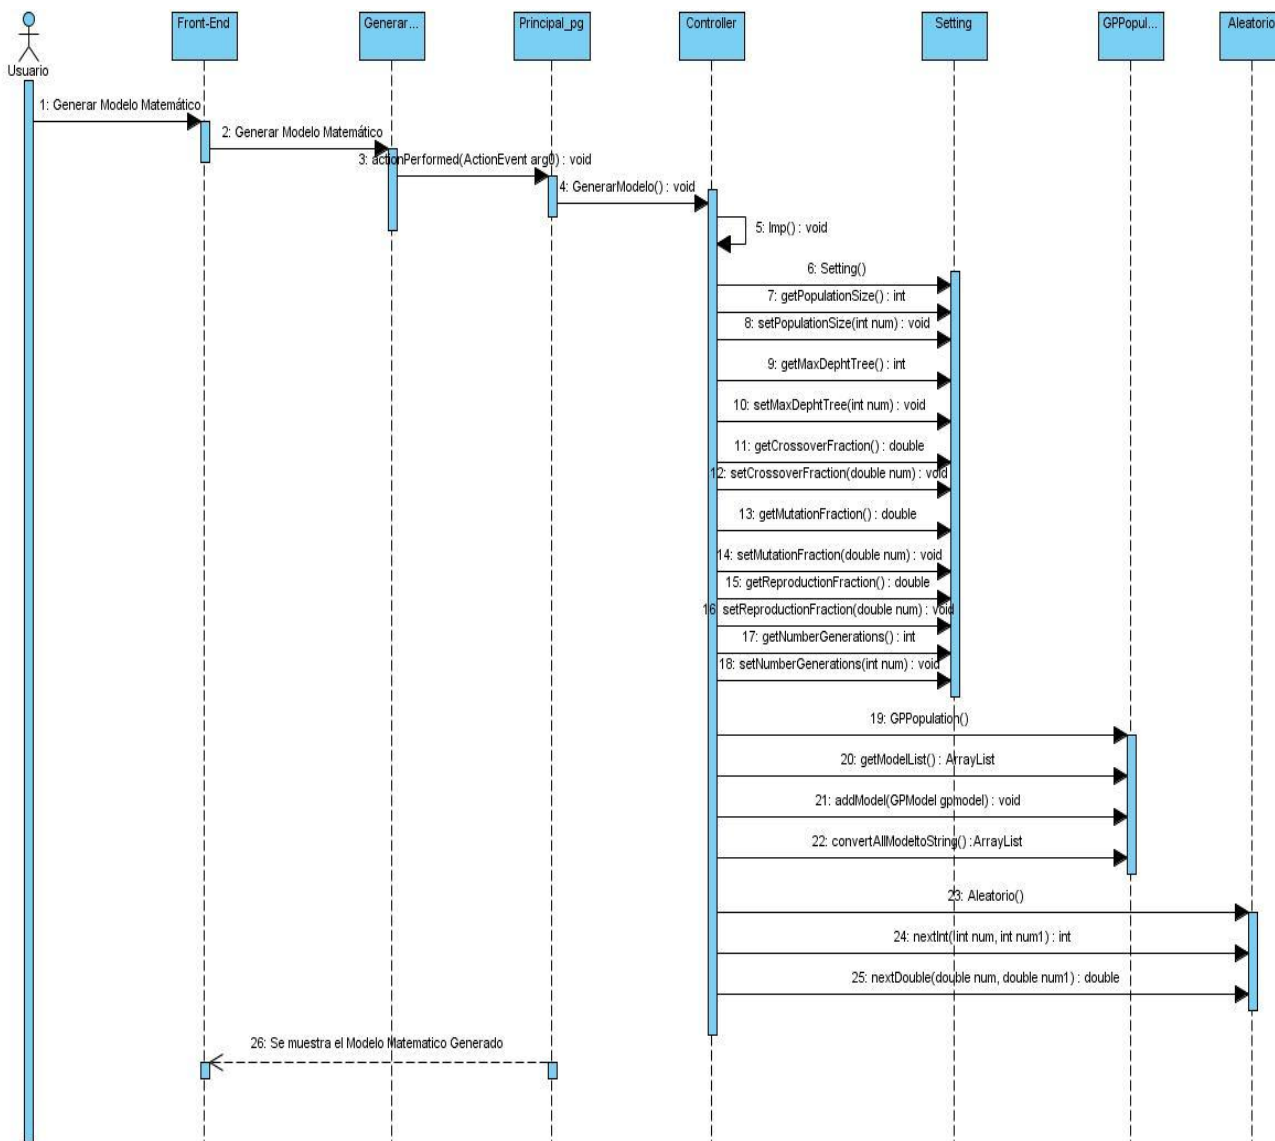 Usuario
Front-End
Generar...
Principal_pg
Controller
Setting
GPPopul...
Aleatorio
1: Generar Modelo Matemático
2: Generar Modelo Matemático
3: actionPerformed(ActionEvent arg0) : void
4: GenerarModelo() : void
5: Imp() : void
6: Setting()
7: getPopulationSize() : int
8: setPopulationSize(int num) : void
9: getMaxDephtTree() : int
10: setMaxDephtTree(int num) : void
11: getCrossoverFraction() : double
12: setCrossoverFraction(double num) : void
13: getMutationFraction() : double
14: setMutationFraction(double num) : void
15: getReproductionFraction() : double
16: setReproductionFraction(double num) : void
17: getNumberGenerations() : int
18: setNumberGenerations(int num) : void
19: GPPopulation()
20: getModelList() : ArrayList
21: addModel(GPModel gpmodel) : void
22: convertAllModeltoString() :ArrayList
23: Aleatorio()
24: nextInt(Iint num, int num1) : int
25: nextDouble(double num, double num1) : double
26: Se muestra el Modelo Matematico Generado